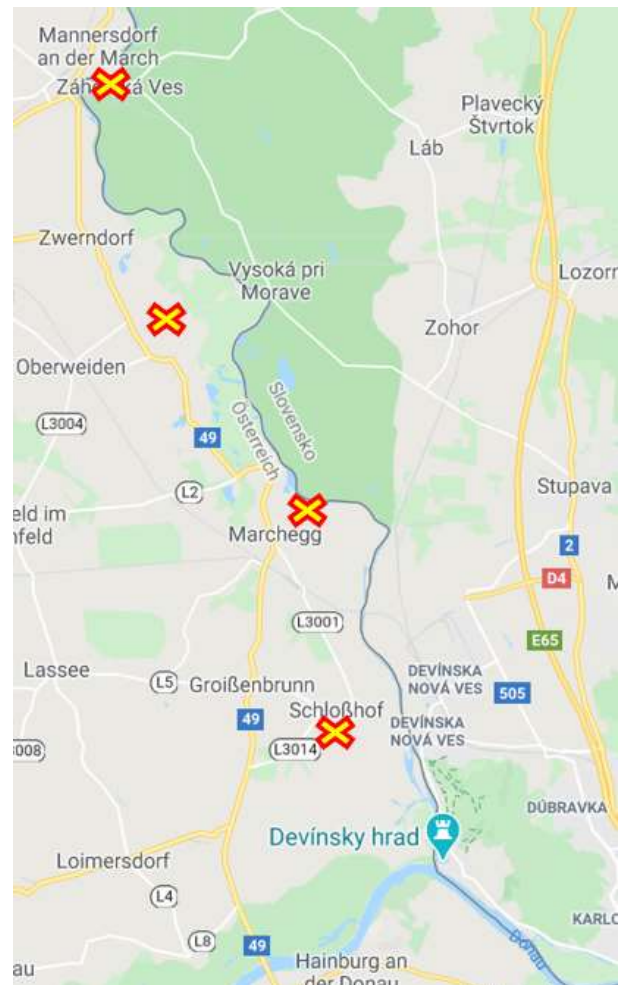 Mannersdorf
an der March
Plavecký
Štvrtok
Láb
Zwerndorf
Vysoká pri
Morave
Lozorn
Zohor
Oberweiden
Slovensko
Österreich
L3004
49
L2
Stupava
eld im
nfeld
Marchegg
2
D4
M
L3001
E65
Lassee
L5
Groißenbrunn
DEVÍNSKA
NOVÁ VES
505
Schloßhof
49
DEVÍNSKA
NOVÁ VES
L3014
3008
DÚBRAVKA
Devínsky hrad
Loimersdorf
L4
KARLO
L8
49
Donau
au
Hainburg an
der Donau